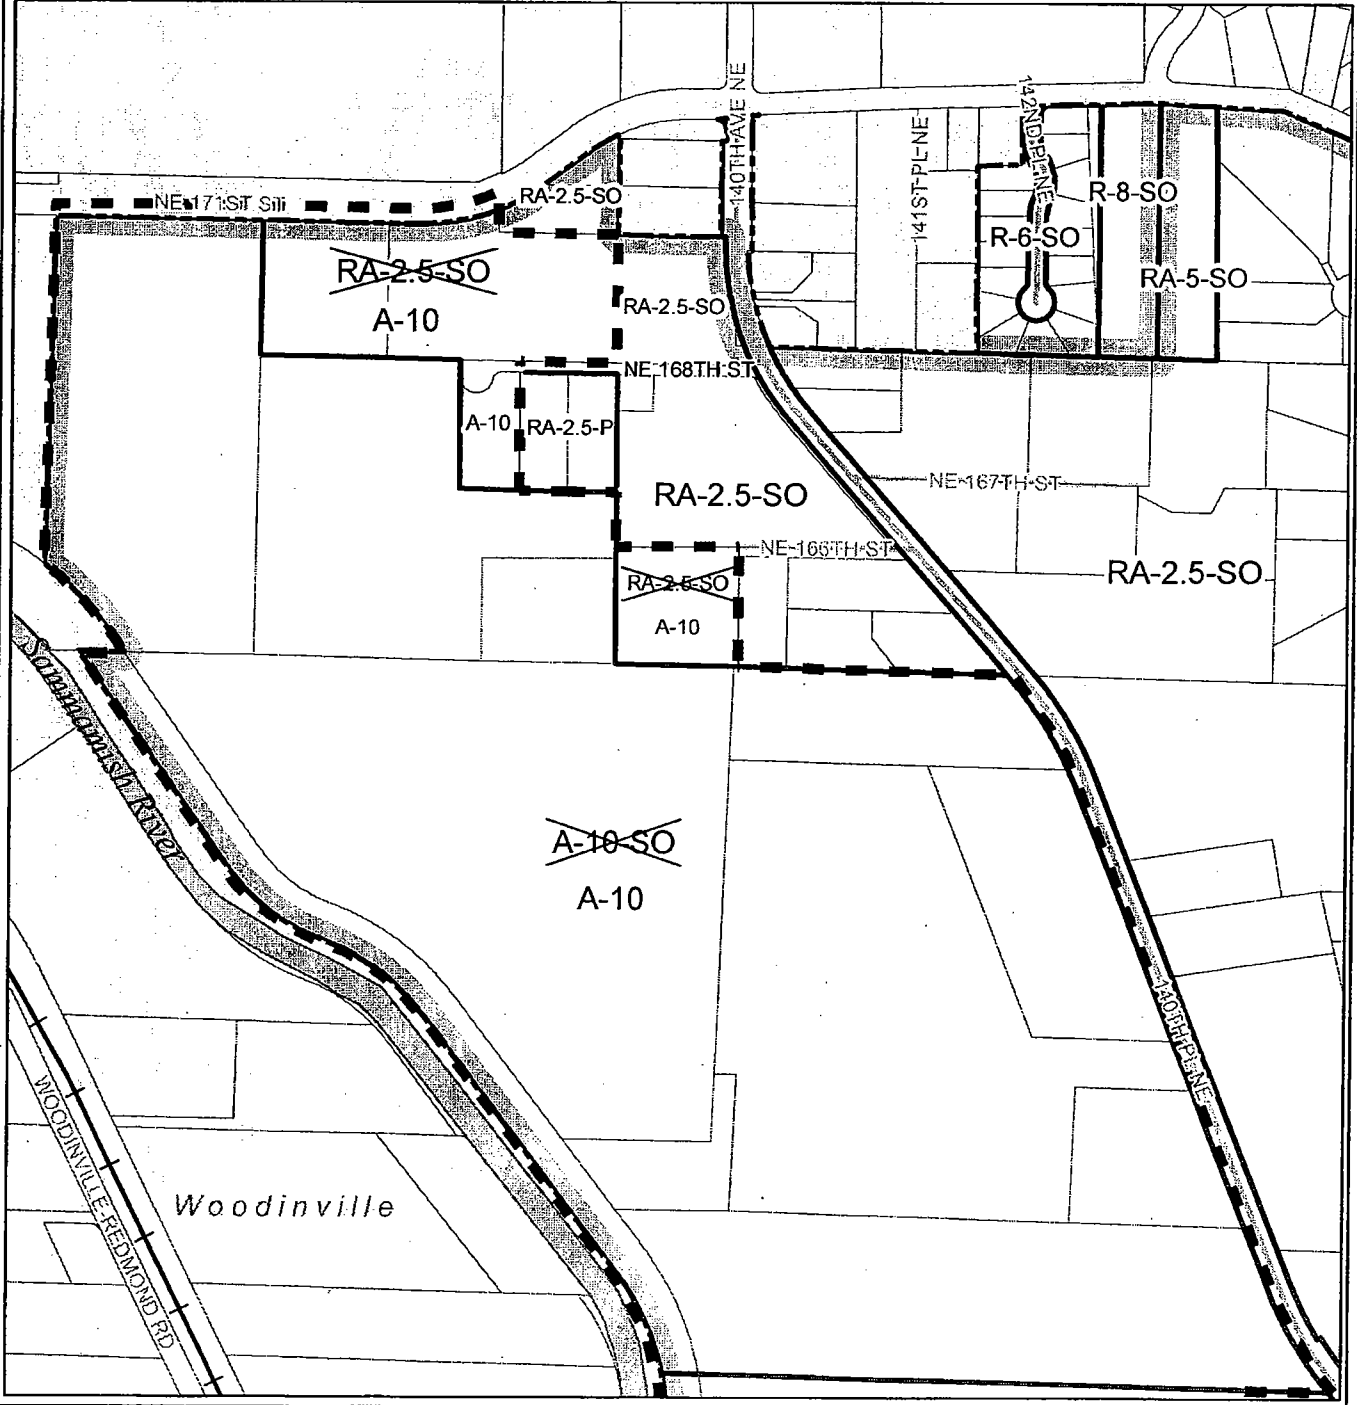 140TH AVE NE
142ND PL NE
141ST PL NE
NE 171ST
RA-2.5-SO
R-8-SO
R-6-SO
RA-2.5-SO
A-10
RA-2.5-SO
RA-5-SO
NE 168TH ST
A-10
RA-2.5-P
RA-2.5-SO
NE 167TH ST
NE 166TH ST
RA-2.5-SO
A-10
RA-2.5-SO
Sammamish River
A-10-SO
A-10
140TH PL NE
WOODINVILLE-REDMOND RD
Woodinville